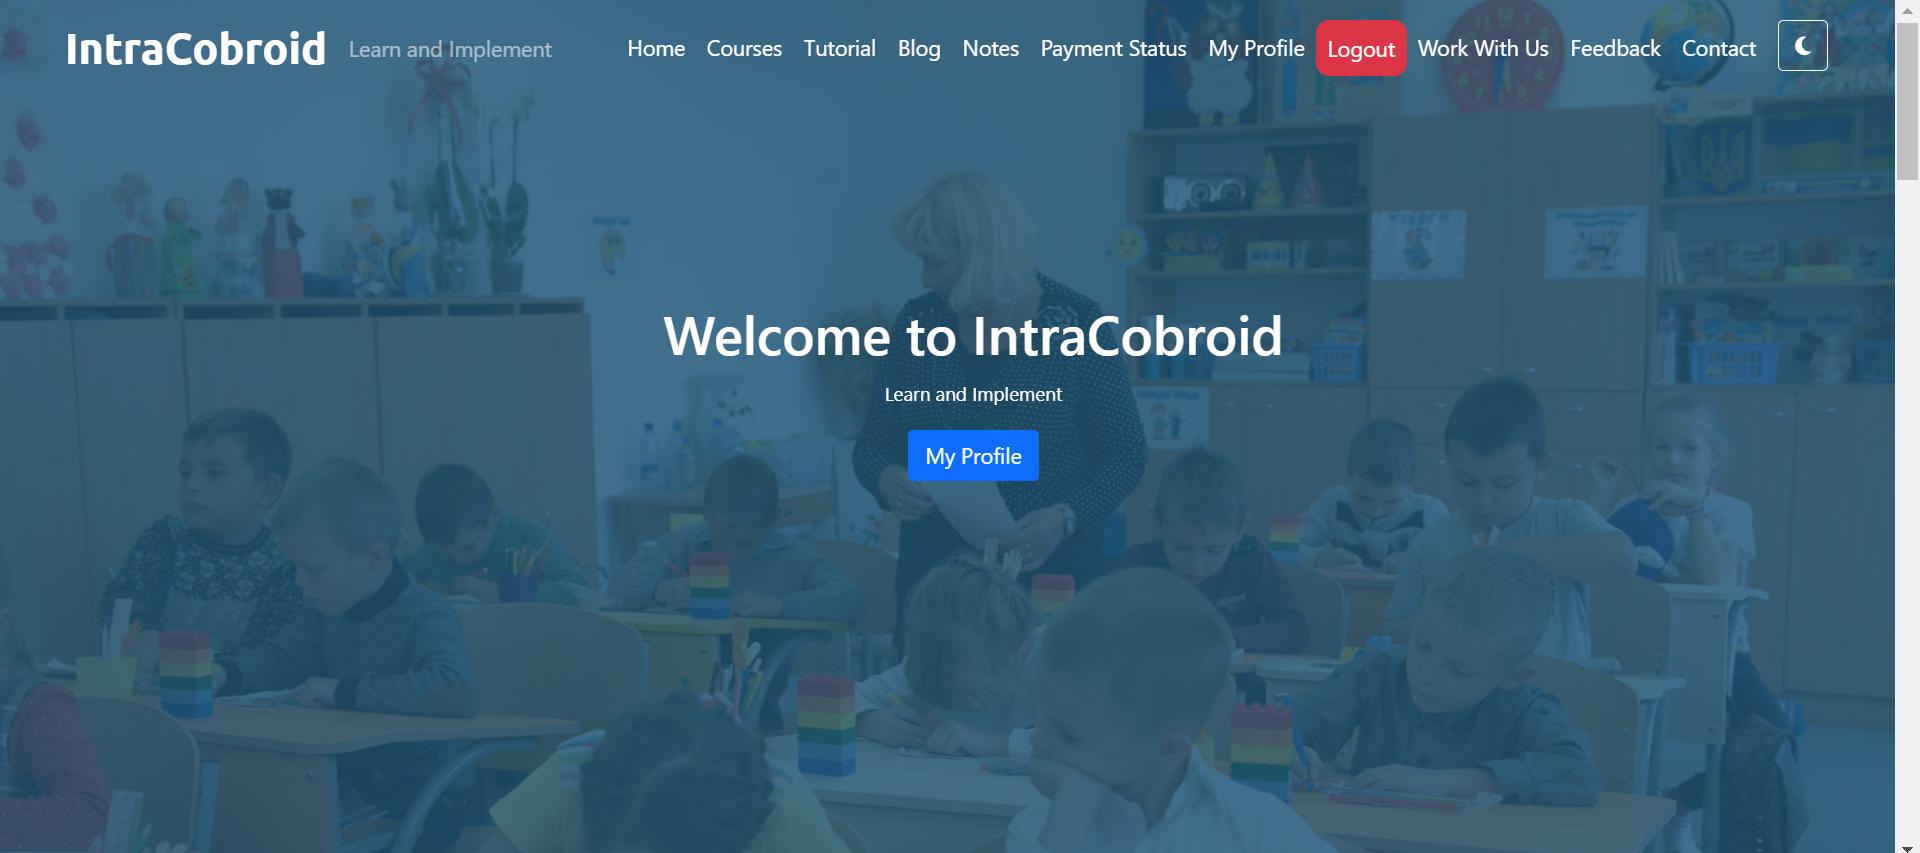 IntraCobroid Learn and Implement Home Courses Tutorial Blog Notes Payment Status My Profile Logout Work With Us Feedback Contact
Welcome to IntraCobroid
Learn and Implement
My Profile